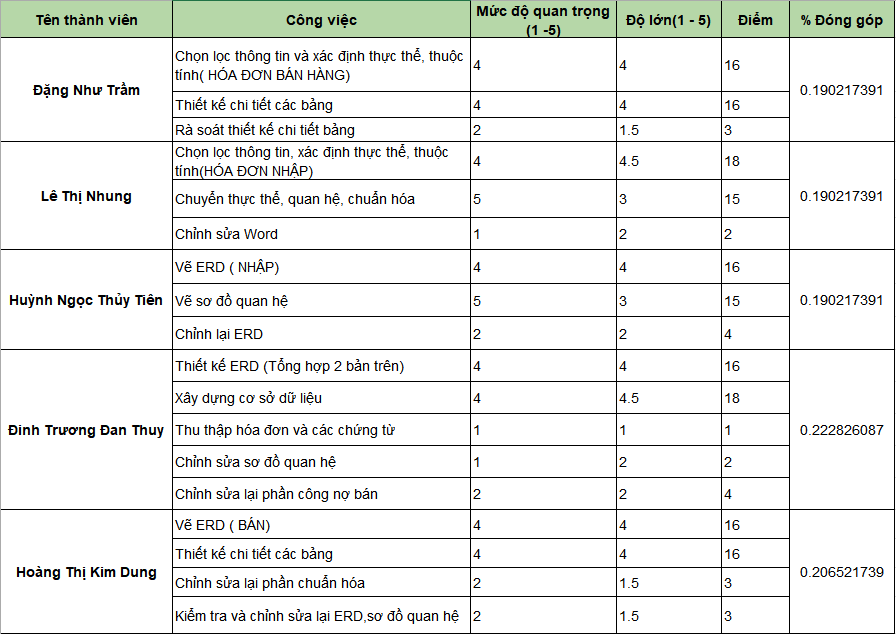 Tên thành viên Công việc Mức độ quan trọng (1 -5) Độ lớn(1 - 5) Điểm % Đóng góp
Đặng Như Trầm
Chọn lọc thông tin và xác định thực thể, thuộc
tính( HÓA ĐƠN BÁN HÀNG) 4 4 16
Thiết kế chi tiết các bảng 4 4 16
Rà soát thiết kế chi tiết bảng 2 1.5 3
0.190217391
Lê Thị Nhung
Chọn lọc thông tin, xác định thực thể, thuộc
tính(HÓA ĐƠN NHẬP) 4 4.5 18
Chuyển thực thể, quan hệ, chuẩn hóa 5 3 15
Chỉnh sửa Word 1 2 2
0.190217391
Huỳnh Ngọc Thủy Tiên
Vẽ ERD ( NHẬP) 4 4 16
Vẽ sơ đồ quan hệ 5 3 15
Chỉnh lại ERD 2 2 4
0.190217391
Đinh Trương Đan Thuy
Thiết kế ERD (Tổng hợp 2 bản trên) 4 4 16
Xây dựng cơ sở dữ liệu 4 4.5 18
Thu thập hóa đơn và các chứng từ 1 1 1
Chỉnh sửa sơ đồ quan hệ 1 2 2
Chỉnh sửa lại phần công nợ bán 2 2 4
0.222826087
Hoàng Thị Kim Dung
Vẽ ERD ( BÁN) 4 4 16
Thiết kế chi tiết các bảng 4 4 16
Chỉnh sửa lại phần chuẩn hóa 2 1.5 3
Kiểm tra và chỉnh sửa lại ERD,sơ đồ quan hệ 2 1.5 3
0.206521739